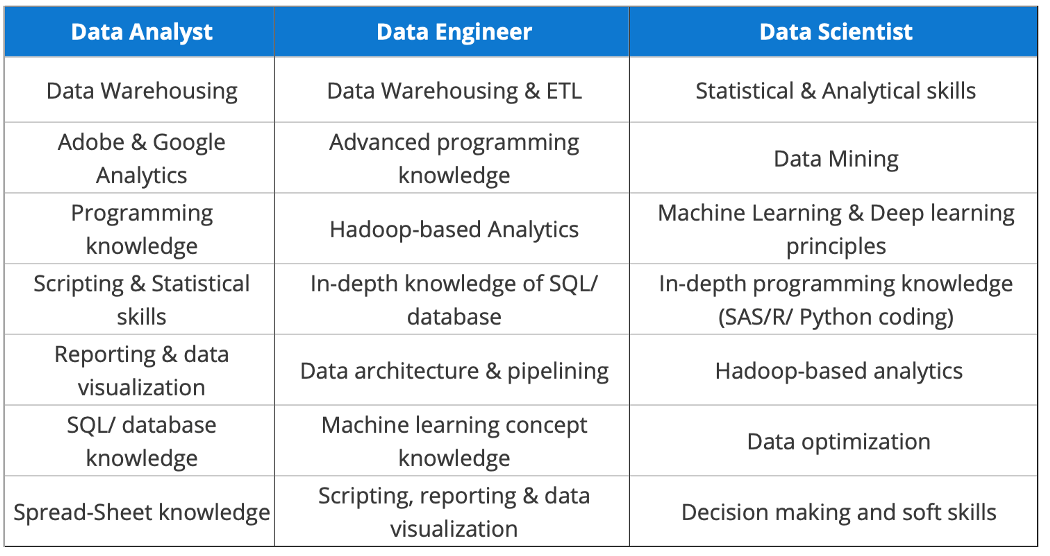 Data Analyst Data Engineer Data Scientist
Data Warehousing Data Warehousing & ETL Statistical & Analytical skills
Adobe & Google
Analytics
Advanced programming
knowledge
Data Mining
Programming
knowledge
Hadoop-based Analytics
Machine Learning & Deep learning
principles
Scripting & Statistical
skills
In-depth knowledge of SQL/
database
In-depth programming knowledge
(SAS/R/ Python coding)
Reporting & data
visualization
Data architecture & pipelining
Hadoop-based analytics
SQL/ database
knowledge
Machine learning concept
knowledge
Data optimization
Spread-Sheet knowledge
Scripting, reporting & data
visualization
Decision making and soft skills